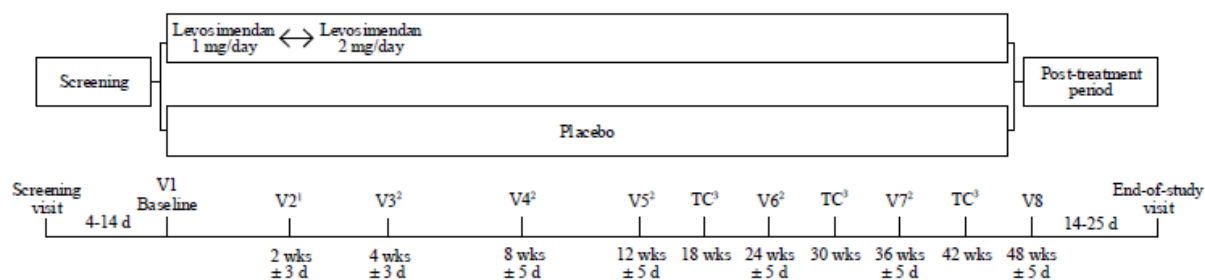 Levosimendan ⟷ Levosimendan
1 mg/day 2 mg/day
Screening
Post-treatment
period
Placebo
Screening
visit
4-14 d
V1
Baseline
V2¹
V3²
V4²
V5²
TC³
V6²
TC³
V7²
TC³
V8
14-25 d
End-of-study
visit
2 wks
± 3 d
4 wks
± 3 d
8 wks
± 5 d
12 wks
± 5 d
18 wks
24 wks
± 5 d
30 wks
36 wks
± 5 d
42 wks
48 wks
± 5 d